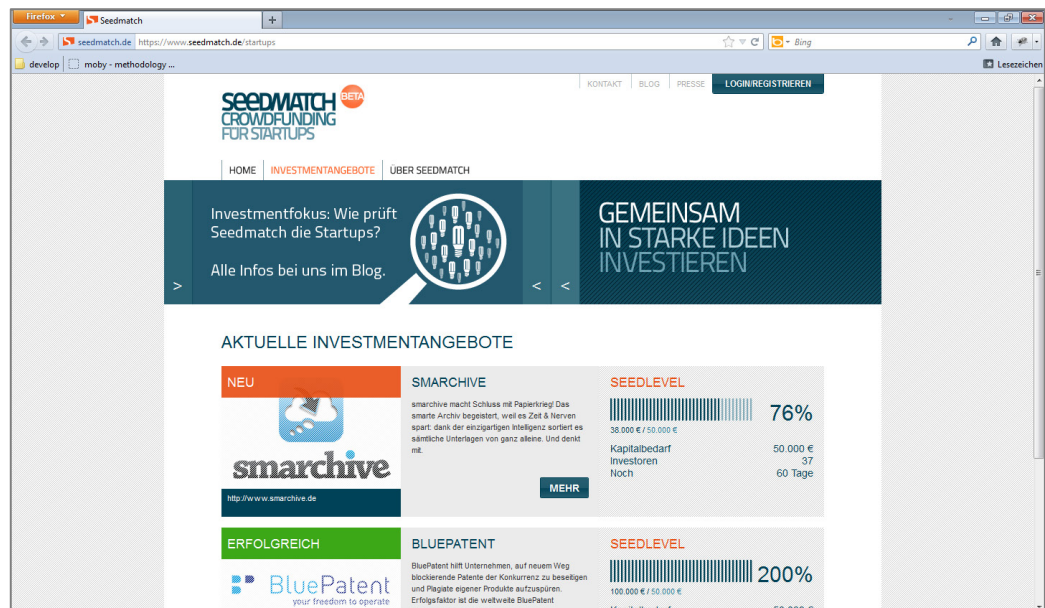 Firefox
Seedmatch
seedmatch.de https://www.seedmatch.de/startups
Bing
develop moby - methodology ...
Lesezeichen
KONTAKT BLOG PRESSE LOGIN/REGISTRIEREN
SEEDMATCH BETA
CROWDFUNDING
FÜR STARTUPS
HOME INVESTMENTANGEBOTE ÜBER SEEDMATCH
Investmentfokus: Wie prüft
Seedmatch die Startups?
Alle Infos bei uns im Blog.
> < <
GEMEINSAM
IN STARKE IDEEN
INVESTIEREN
AKTUELLE INVESTMENTANGEBOTE
NEU
smarchive
http://www.smarchive.de
SMARCHIVE
smarchive macht Schluss mit Papierkrieg! Das
smarte Archiv begeistert, weil es Zeit & Nerven
spart: dank der einzigartigen Intelligenz sortiert es
sämtliche Unterlagen von ganz alleine. Und denkt
mit.
MEHR
SEEDLEVEL
76%
38.000 € / 50.000 €
Kapitalbedarf 50.000 €
Investoren 37
Noch 60 Tage
ERFOLGREICH
BluePatent
your freedom to operate
BLUEPATENT
BluePatent hilft Unternehmen, auf neuem Weg
blockierende Patente der Konkurrenz zu beseitigen
und Plagiate eigener Produkte aufzuspüren.
Erfolgsfaktor ist die weltweite BluePatent
SEEDLEVEL
200%
100.000 € / 50.000 €
Kapitalbedarf 50.000 €